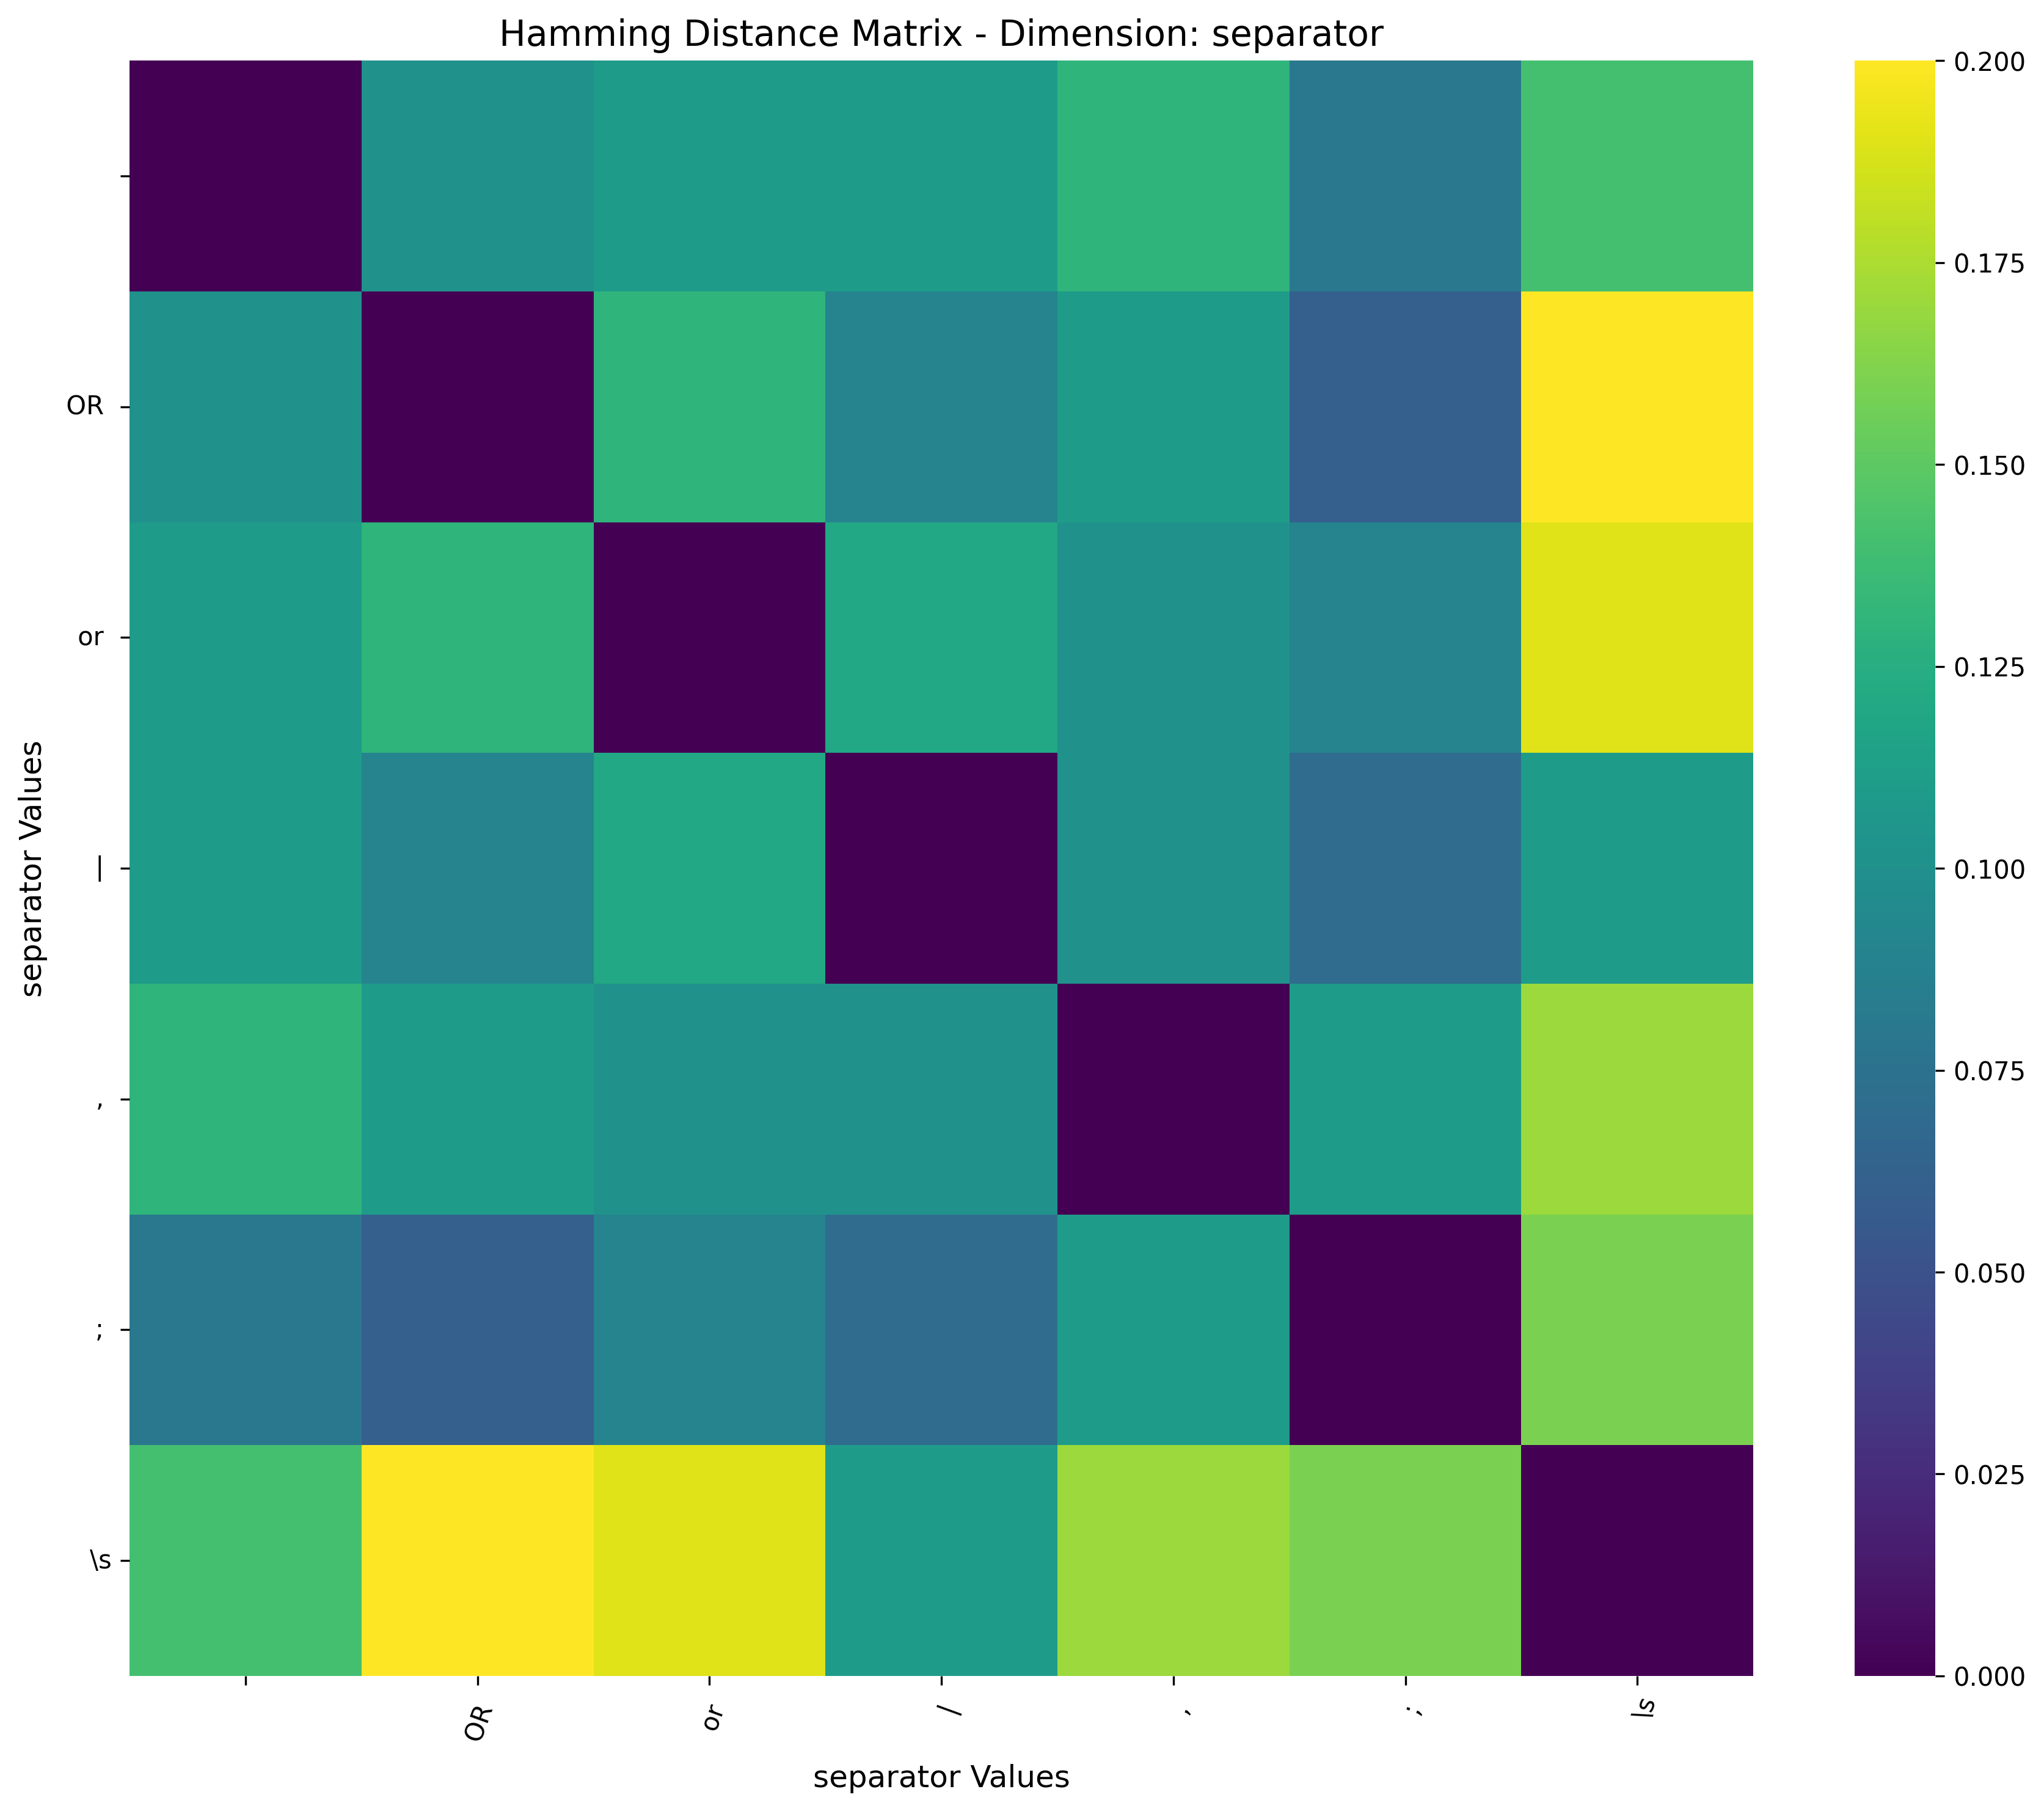 Hamming Distance Matrix - Dimension: separator
separator Values
OR
or
|
,
;
\s
OR
or
|
,
;
\s
separator Values
0.200
0.175
0.150
0.125
0.100
0.075
0.050
0.025
0.000